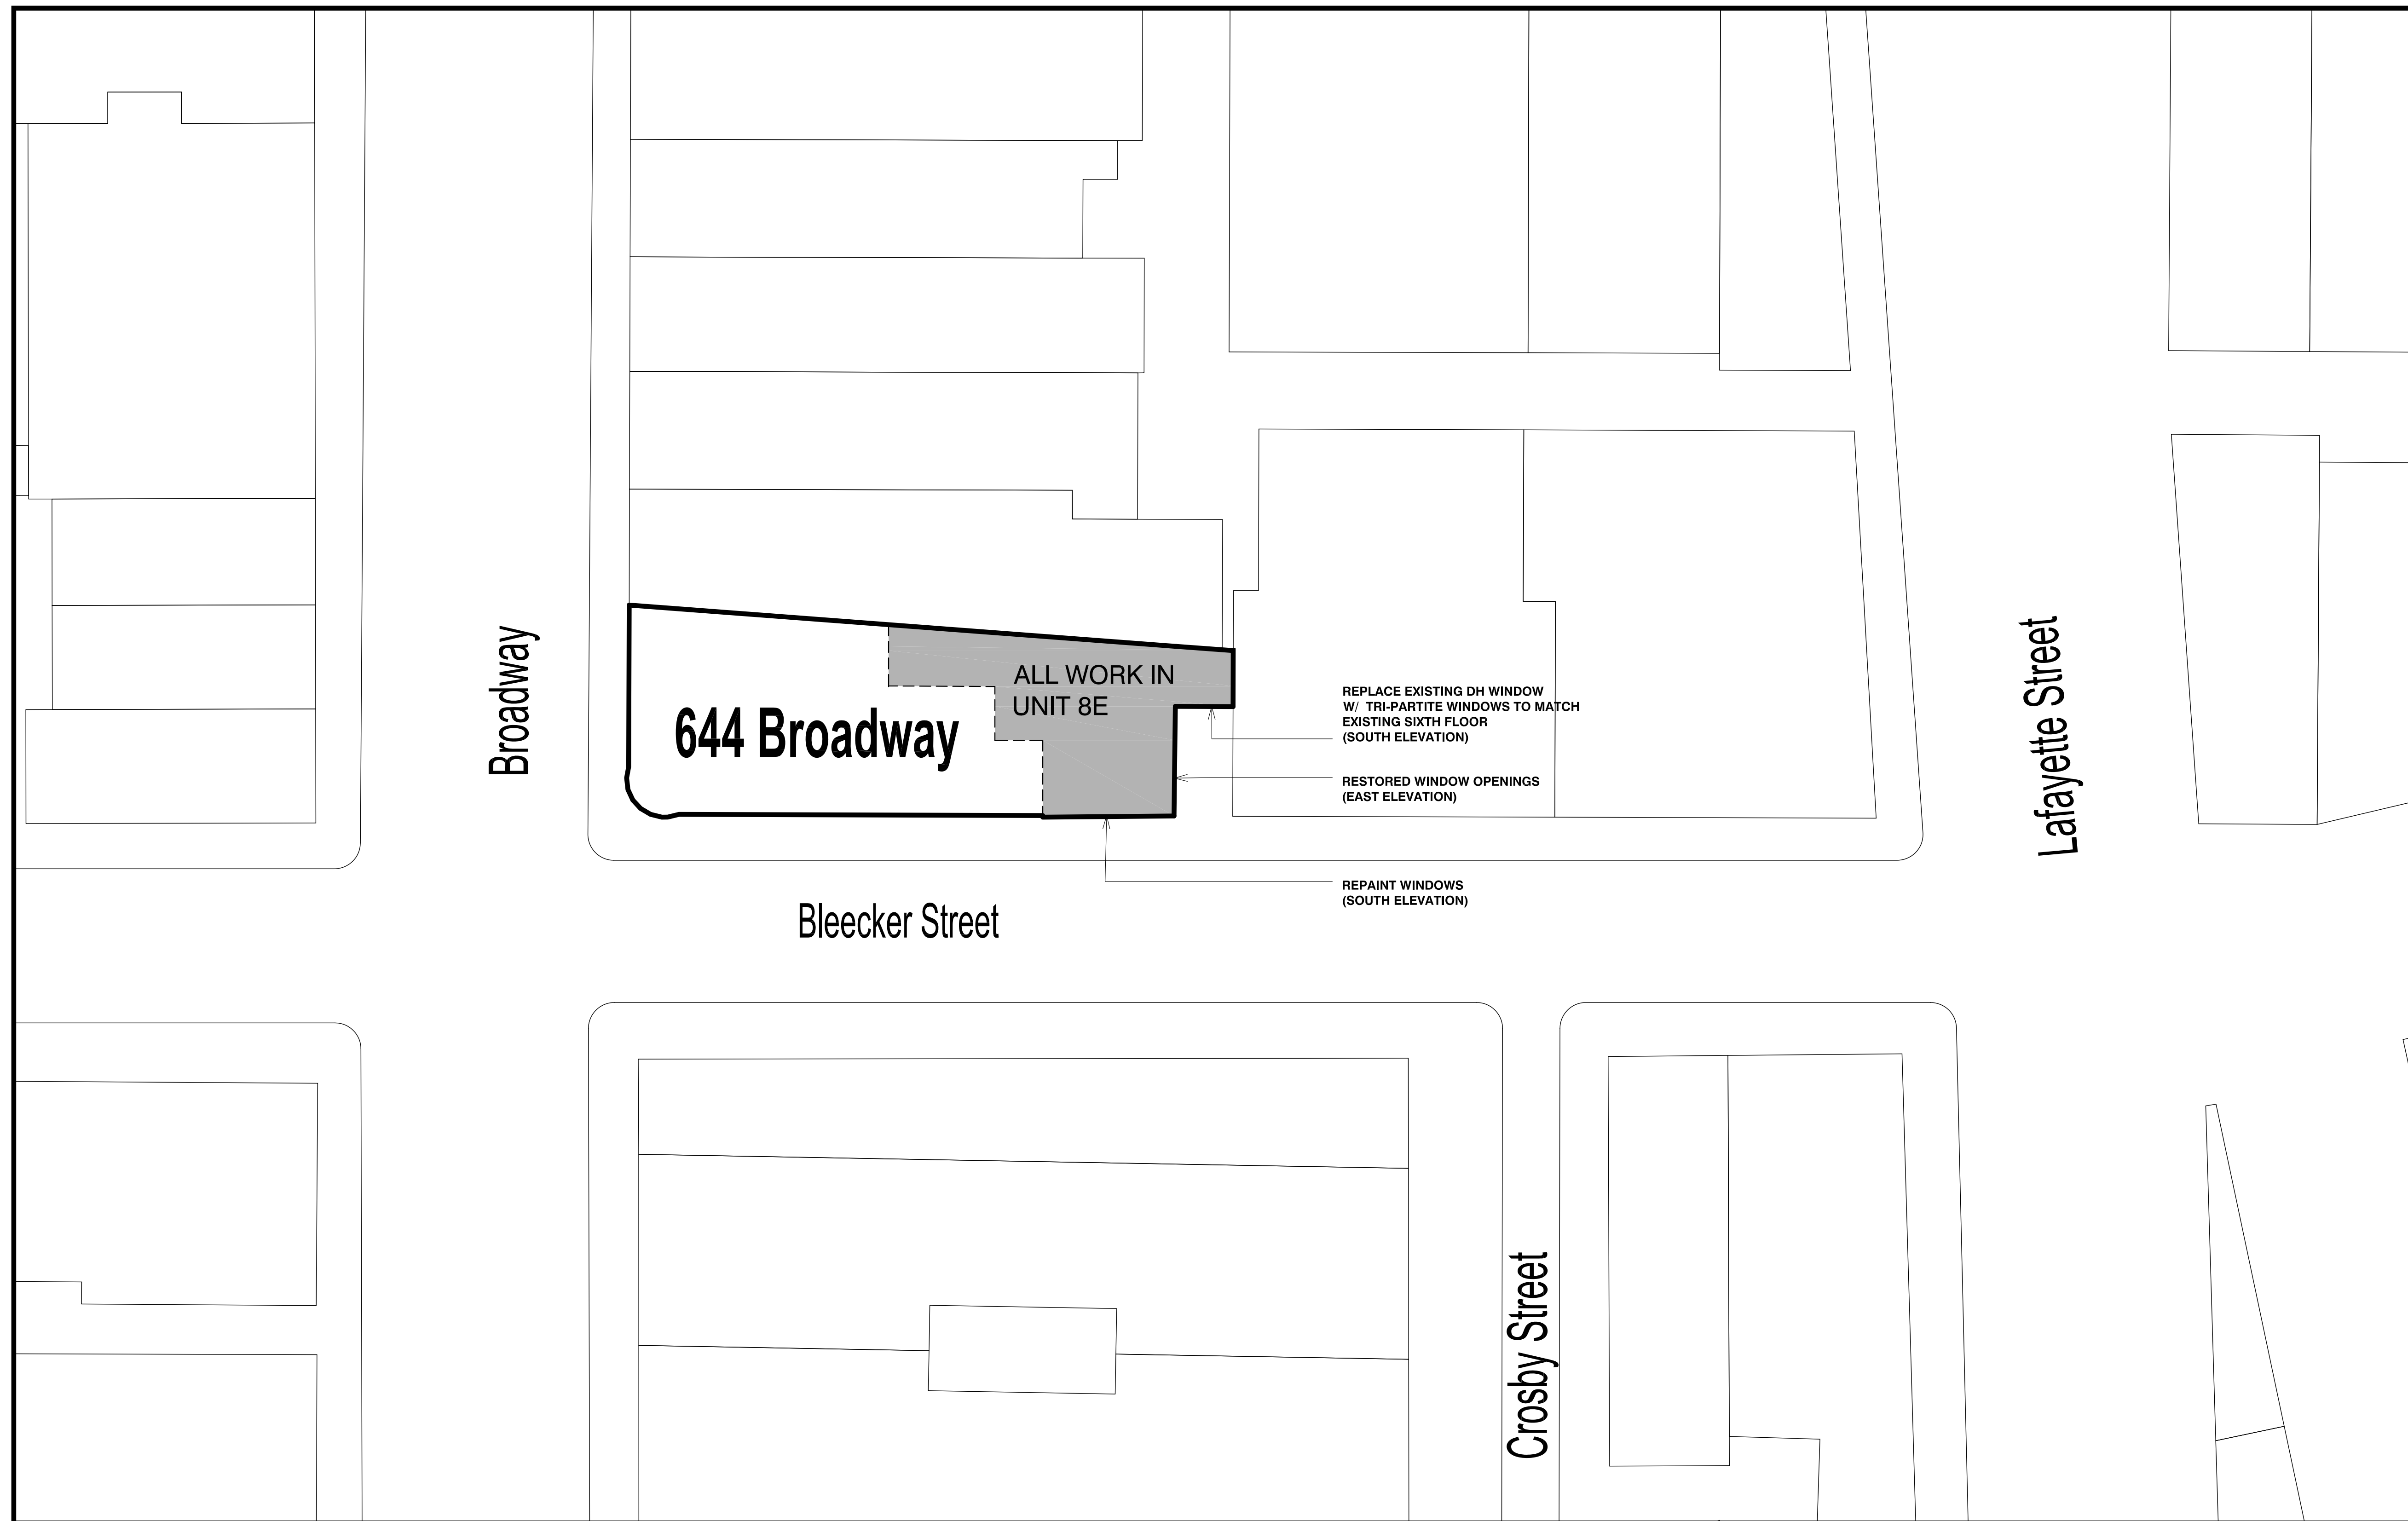 Broadway
644 Broadway
ALL WORK IN
UNIT 8E
REPLACE EXISTING DH WINDOW
W/ TRI-PARTITE WINDOWS TO MATCH
EXISTING SIXTH FLOOR
(SOUTH ELEVATION)
RESTORED WINDOW OPENINGS
(EAST ELEVATION)
REPAINT WINDOWS
(SOUTH ELEVATION)
Lafayette Street
Bleecker Street
Crosby Street